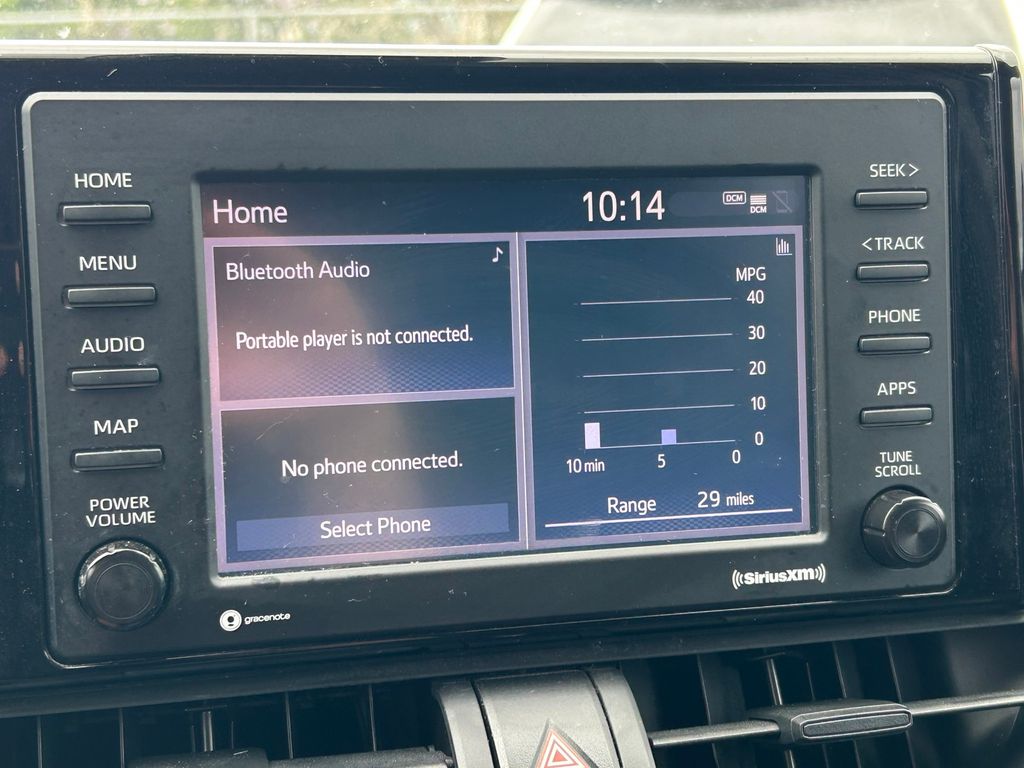 HOME
MENU
AUDIO
MAP
POWER
VOLUME
Home
10:14
DCM
DCM
Bluetooth Audio
Portable player is not connected.
No phone connected.
Select Phone
MPG
40
30
20
10
0
10 min 5 0
Range 29 miles
SEEK >
< TRACK
PHONE
APPS
TUNE
SCROLL
gracenote
SiriusXM